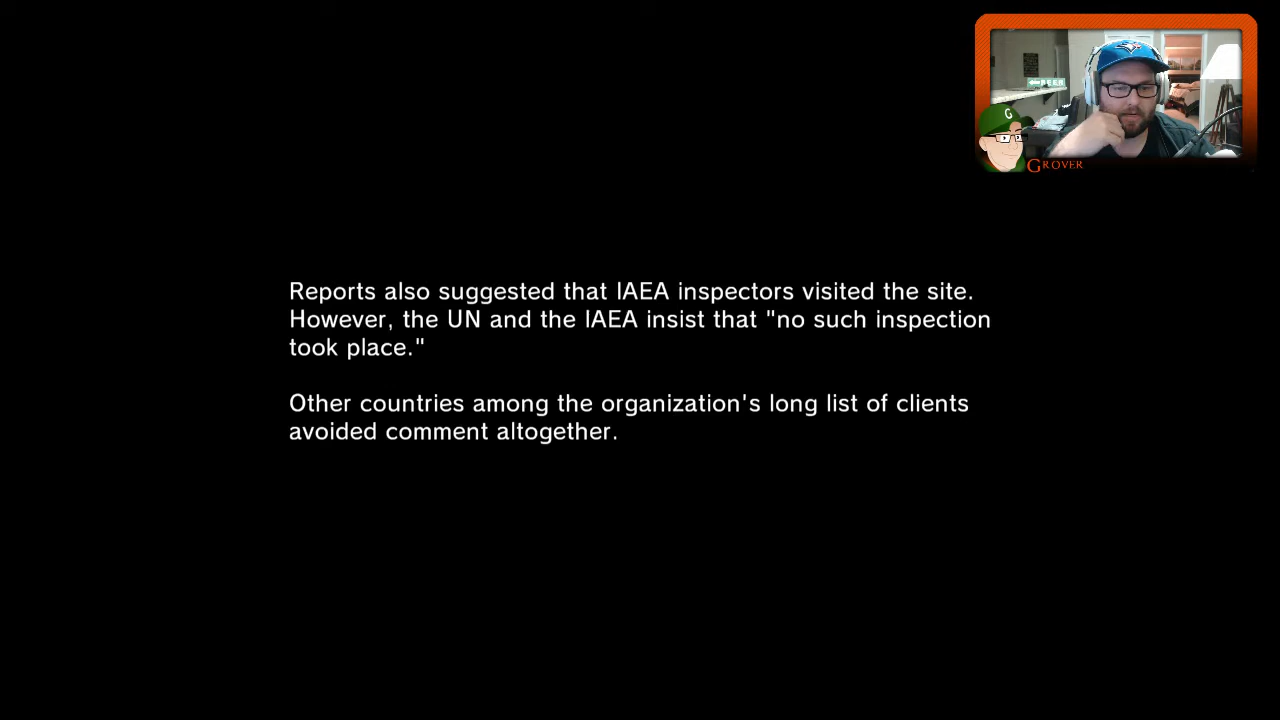 BEER
G
GROVER
Reports also suggested that IAEA inspectors visited the site.
However, the UN and the IAEA insist that "no such inspection
took place."
Other countries among the organization's long list of clients
avoided comment altogether.